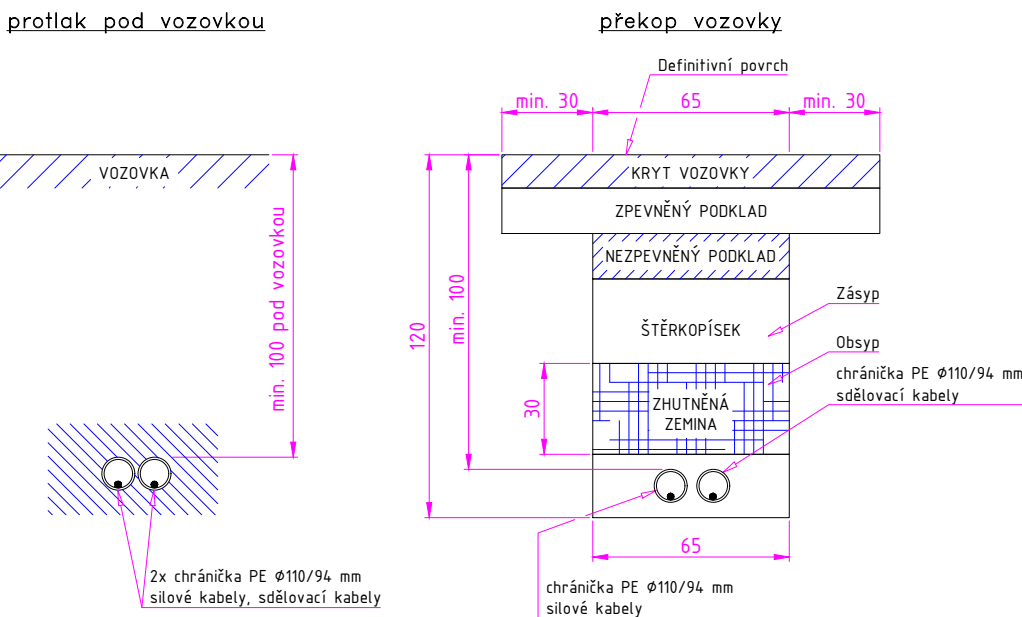 protlak pod vozovkou
VOZOVKA
min. 100 pod vozovkou
2x chránička PE Ø110/94 mm
silové kabely, sdělovací kabely
překop vozovky
Definitivní povrch
min. 30
65
min. 30
KRYT VOZOVKY
ZPEVNĚNÝ PODKLAD
NEZPEVNĚNÝ PODKLAD
ŠTĚRKOPÍSEK
Zásyp
Obsyp
120
min. 100
30
ZHUTNĚNÁ
ZEMINA
chránička PE Ø110/94 mm
sdělovací kabely
65
chránička PE Ø110/94 mm
silové kabely